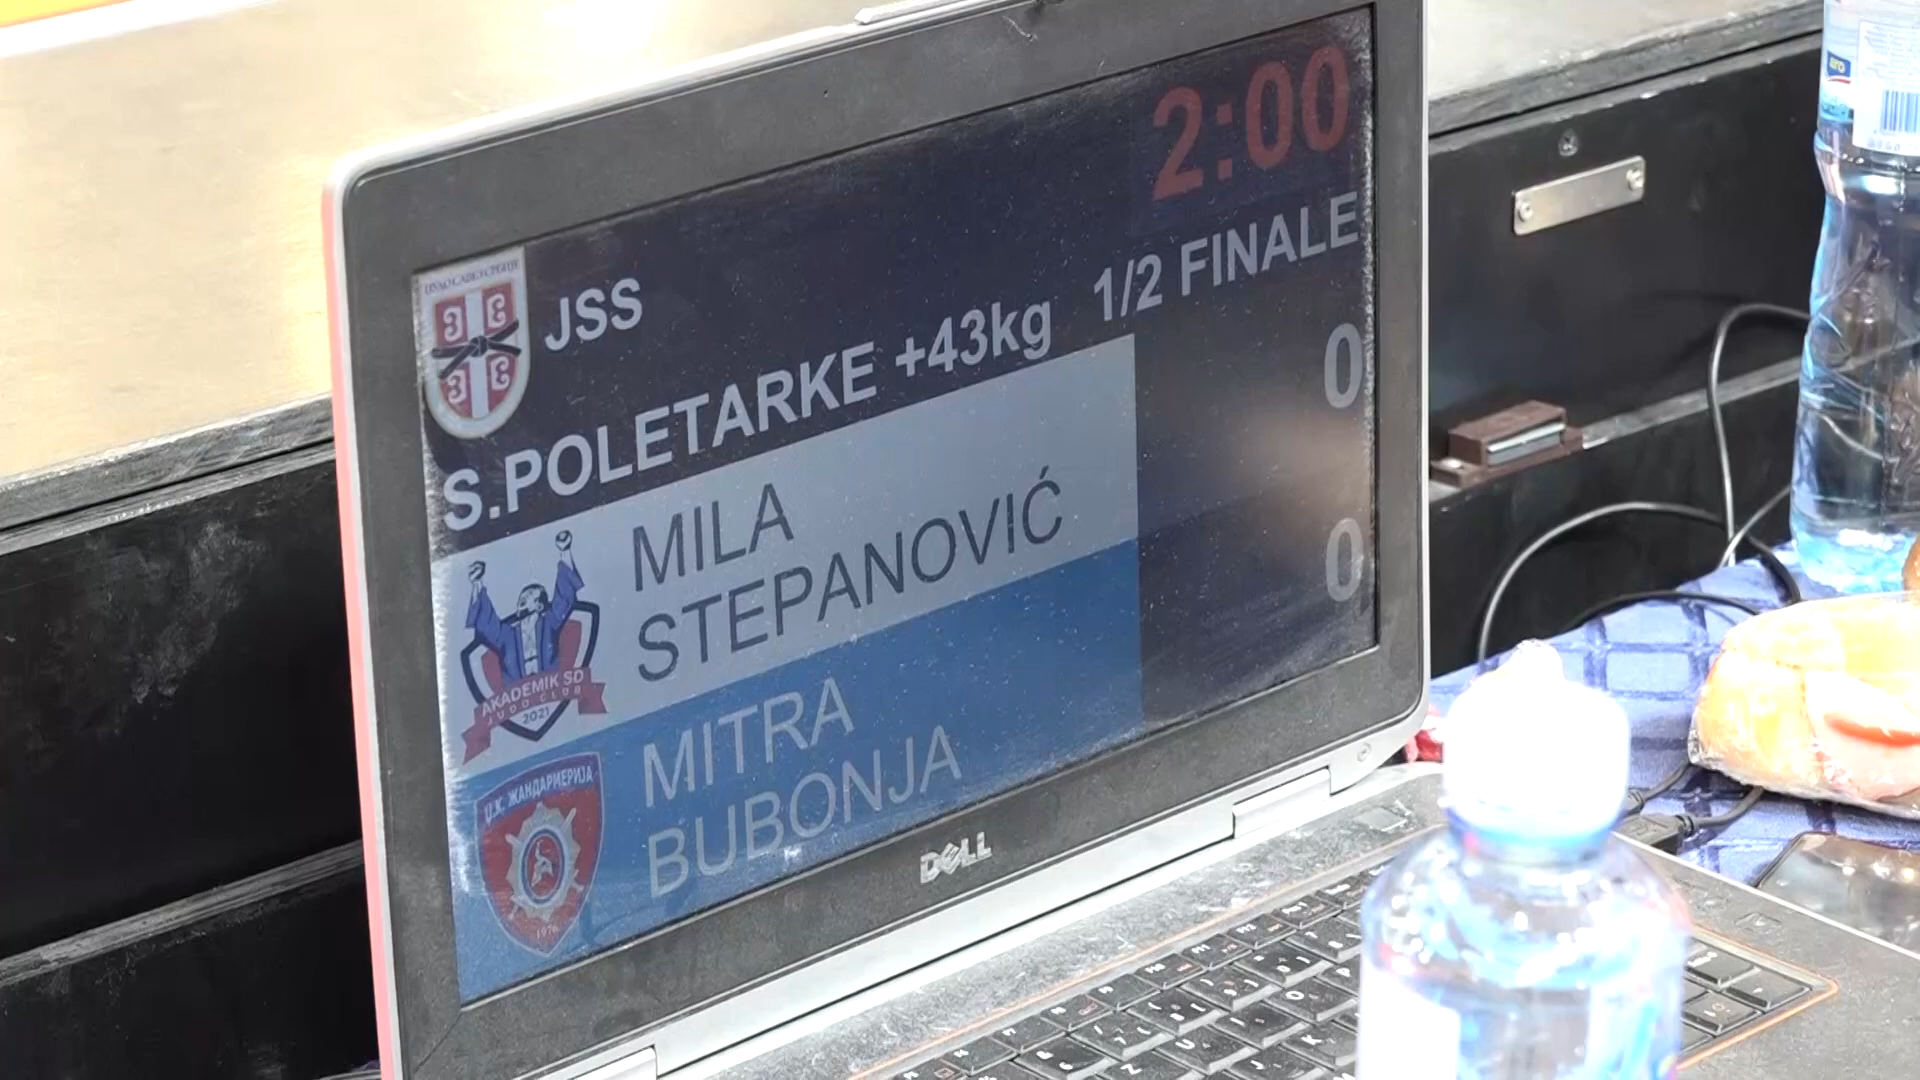 2:00
JSS
S.POLETARKE +43kg 1/2 FINALE
MILA
STEPANOVIĆ
0
AKADEMIK SD
JUDO CLUB
2021
MITRA
BUBONJA
0
U.K. ЖАНДАРМЕРИЈА
1976
DELL
aro